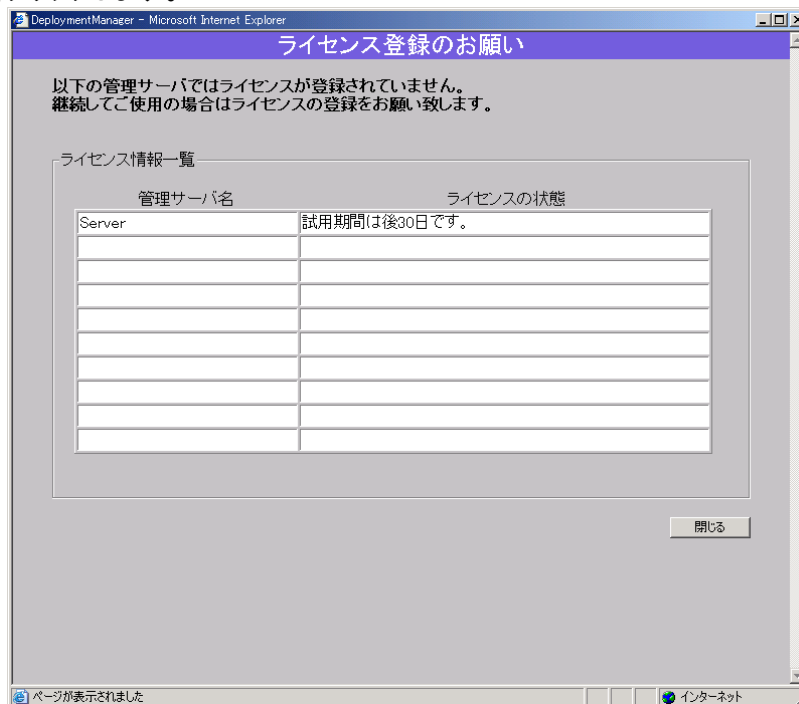 DeploymentManager - Microsoft Internet Explorer
ライセンス登録のお願い
以下の管理サーバではライセンスが登録されていません。
継続してご使用の場合はライセンスの登録をお願い致します。
ライセンス情報一覧
管理サーバ名 ライセンスの状態
Server 試用期間は後30日です。
閉じる
ページが表示されました インターネット